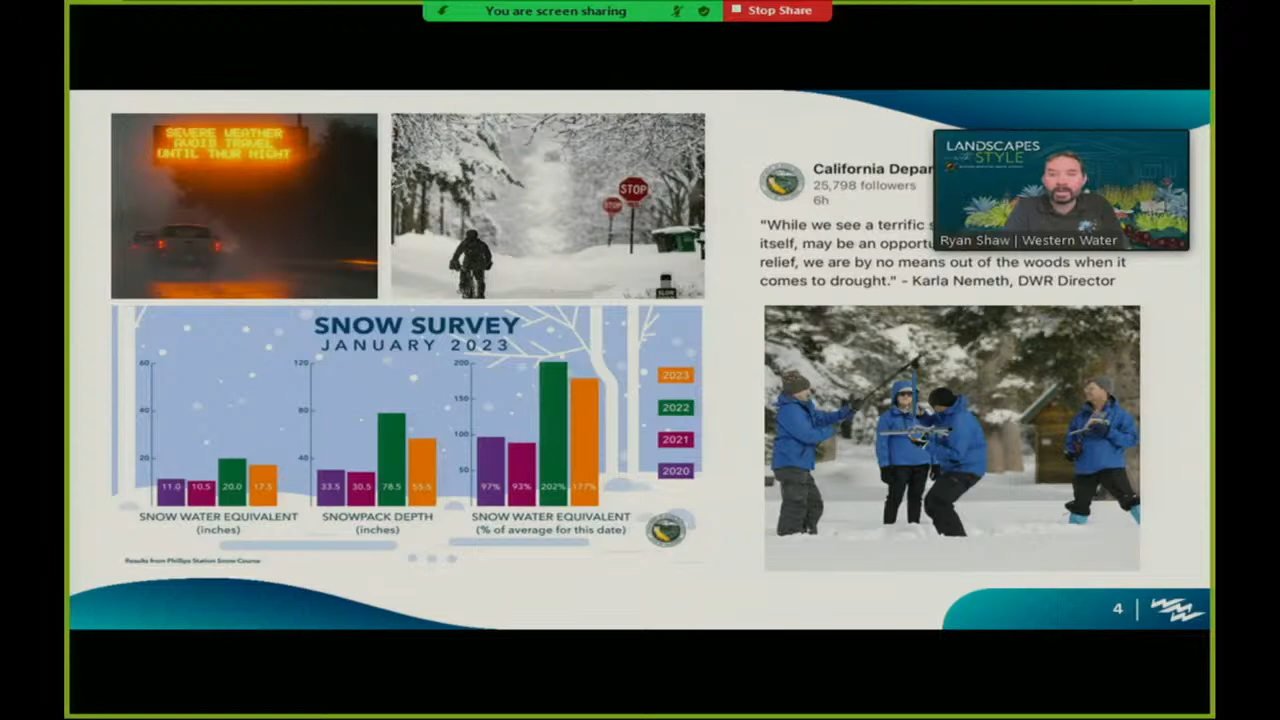 You are screen sharing
Stop Share
SEVERE WEATHER
AVOID TRAVEL
UNTIL THUR NIGHT
STOP
STOP
California Depar
25,798 followers
6h
"While we see a terrific s
itself, may be an opportu
relief, we are by no means out of the woods when it
comes to drought." - Karla Nemeth, DWR Director
LANDSCAPES
STYLE
Ryan Shaw | Western Water
SNOW SURVEY
JANUARY 2023
60
40
20
11.0
10.5
20.0
17.5
SNOW WATER EQUIVALENT
(inches)
120
80
40
33.5
30.5
78.5
55.5
SNOWPACK DEPTH
(inches)
200
150
100
50
97%
93%
202%
177%
SNOW WATER EQUIVALENT
(% of average for this date)
2023
2022
2021
2020
Results from Phillips Station Snow Course
4